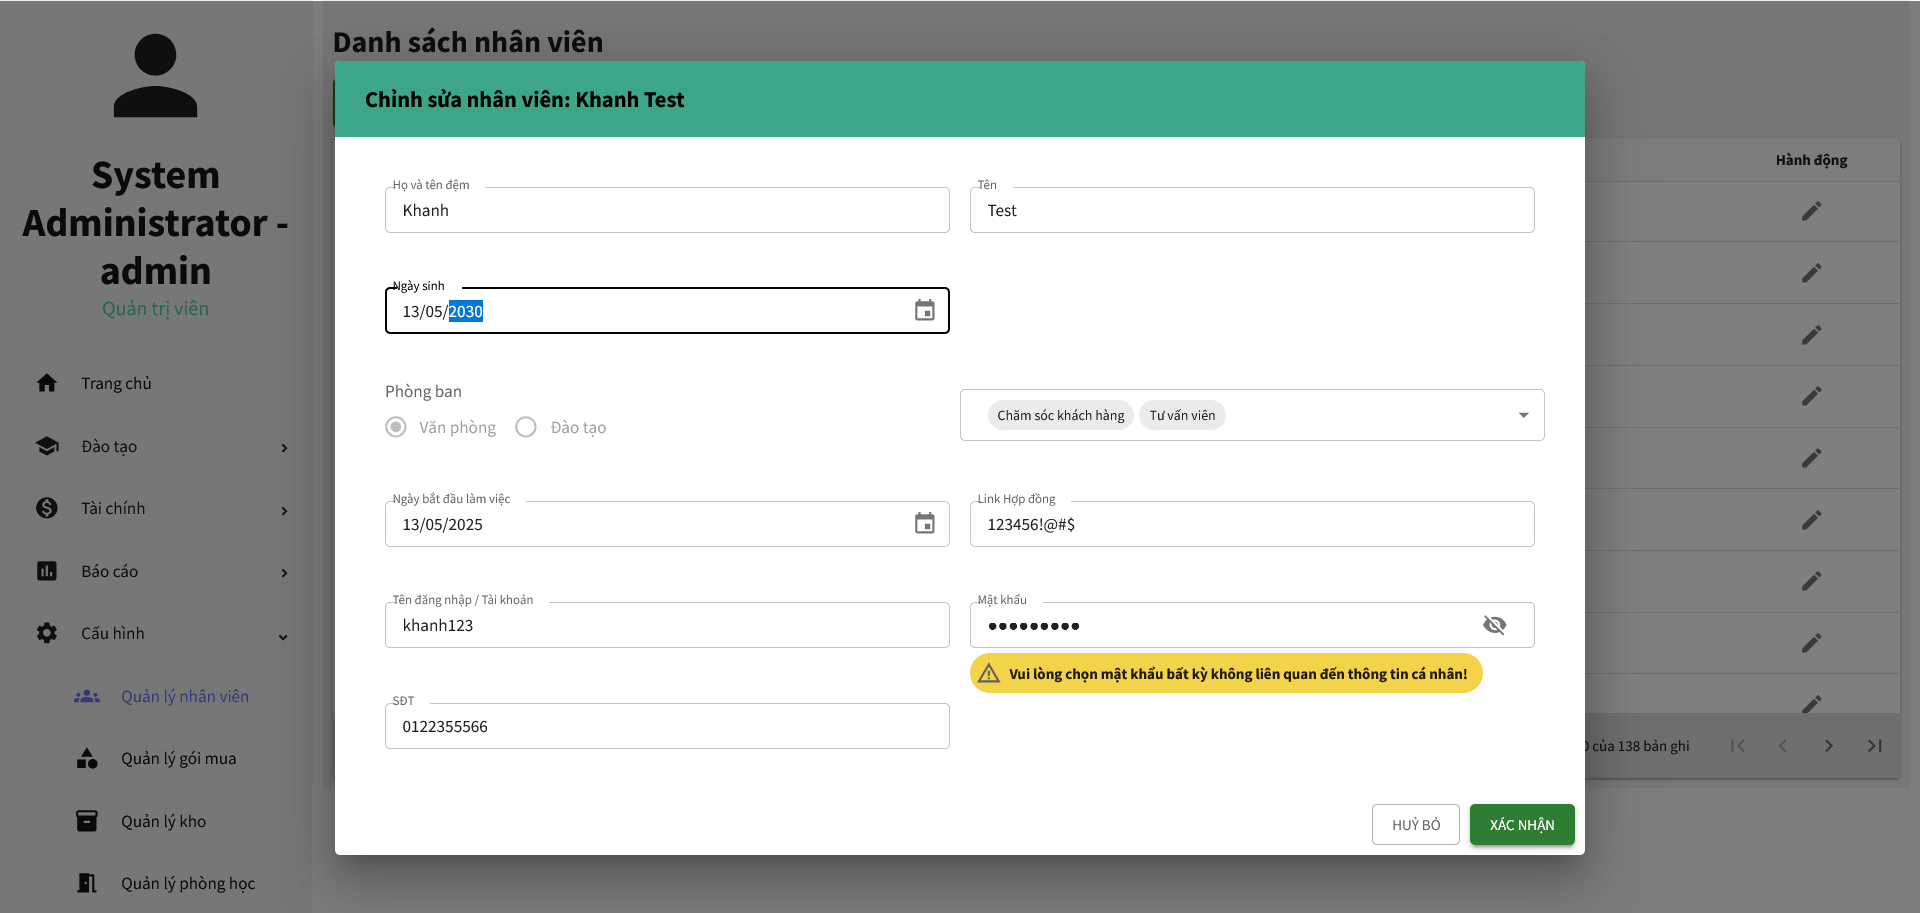 System
Administrator -
admin
Quản trị viên
Trang chủ
Đào tạo
Tài chính
Báo cáo
Cấu hình
Quản lý nhân viên
Quản lý gói mua
Quản lý kho
Quản lý phòng học
Danh sách nhân viên
Hành động
Chỉnh sửa nhân viên: Khanh Test
Họ và tên đệm
Khanh
Tên
Test
Ngày sinh
13/05/2030
Phòng ban
Văn phòng Đào tạo
Chăm sóc khách hàng Tư vấn viên
Ngày bắt đầu làm việc
13/05/2025
Link Hợp đồng
123456!@#$
Tên đăng nhập / Tài khoản
khanh123
Mật khẩu
•••••••••
Vui lòng chọn mật khẩu bất kỳ không liên quan đến thông tin cá nhân!
SĐT
0122355566
của 138 bản ghi
HUỶ BỎ
XÁC NHẬN